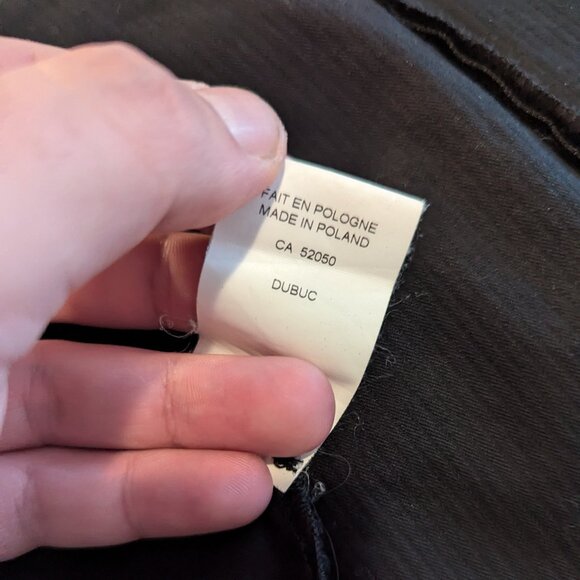 FAIT EN POLOGNE
MADE IN POLAND
CA 52050
DUBUC